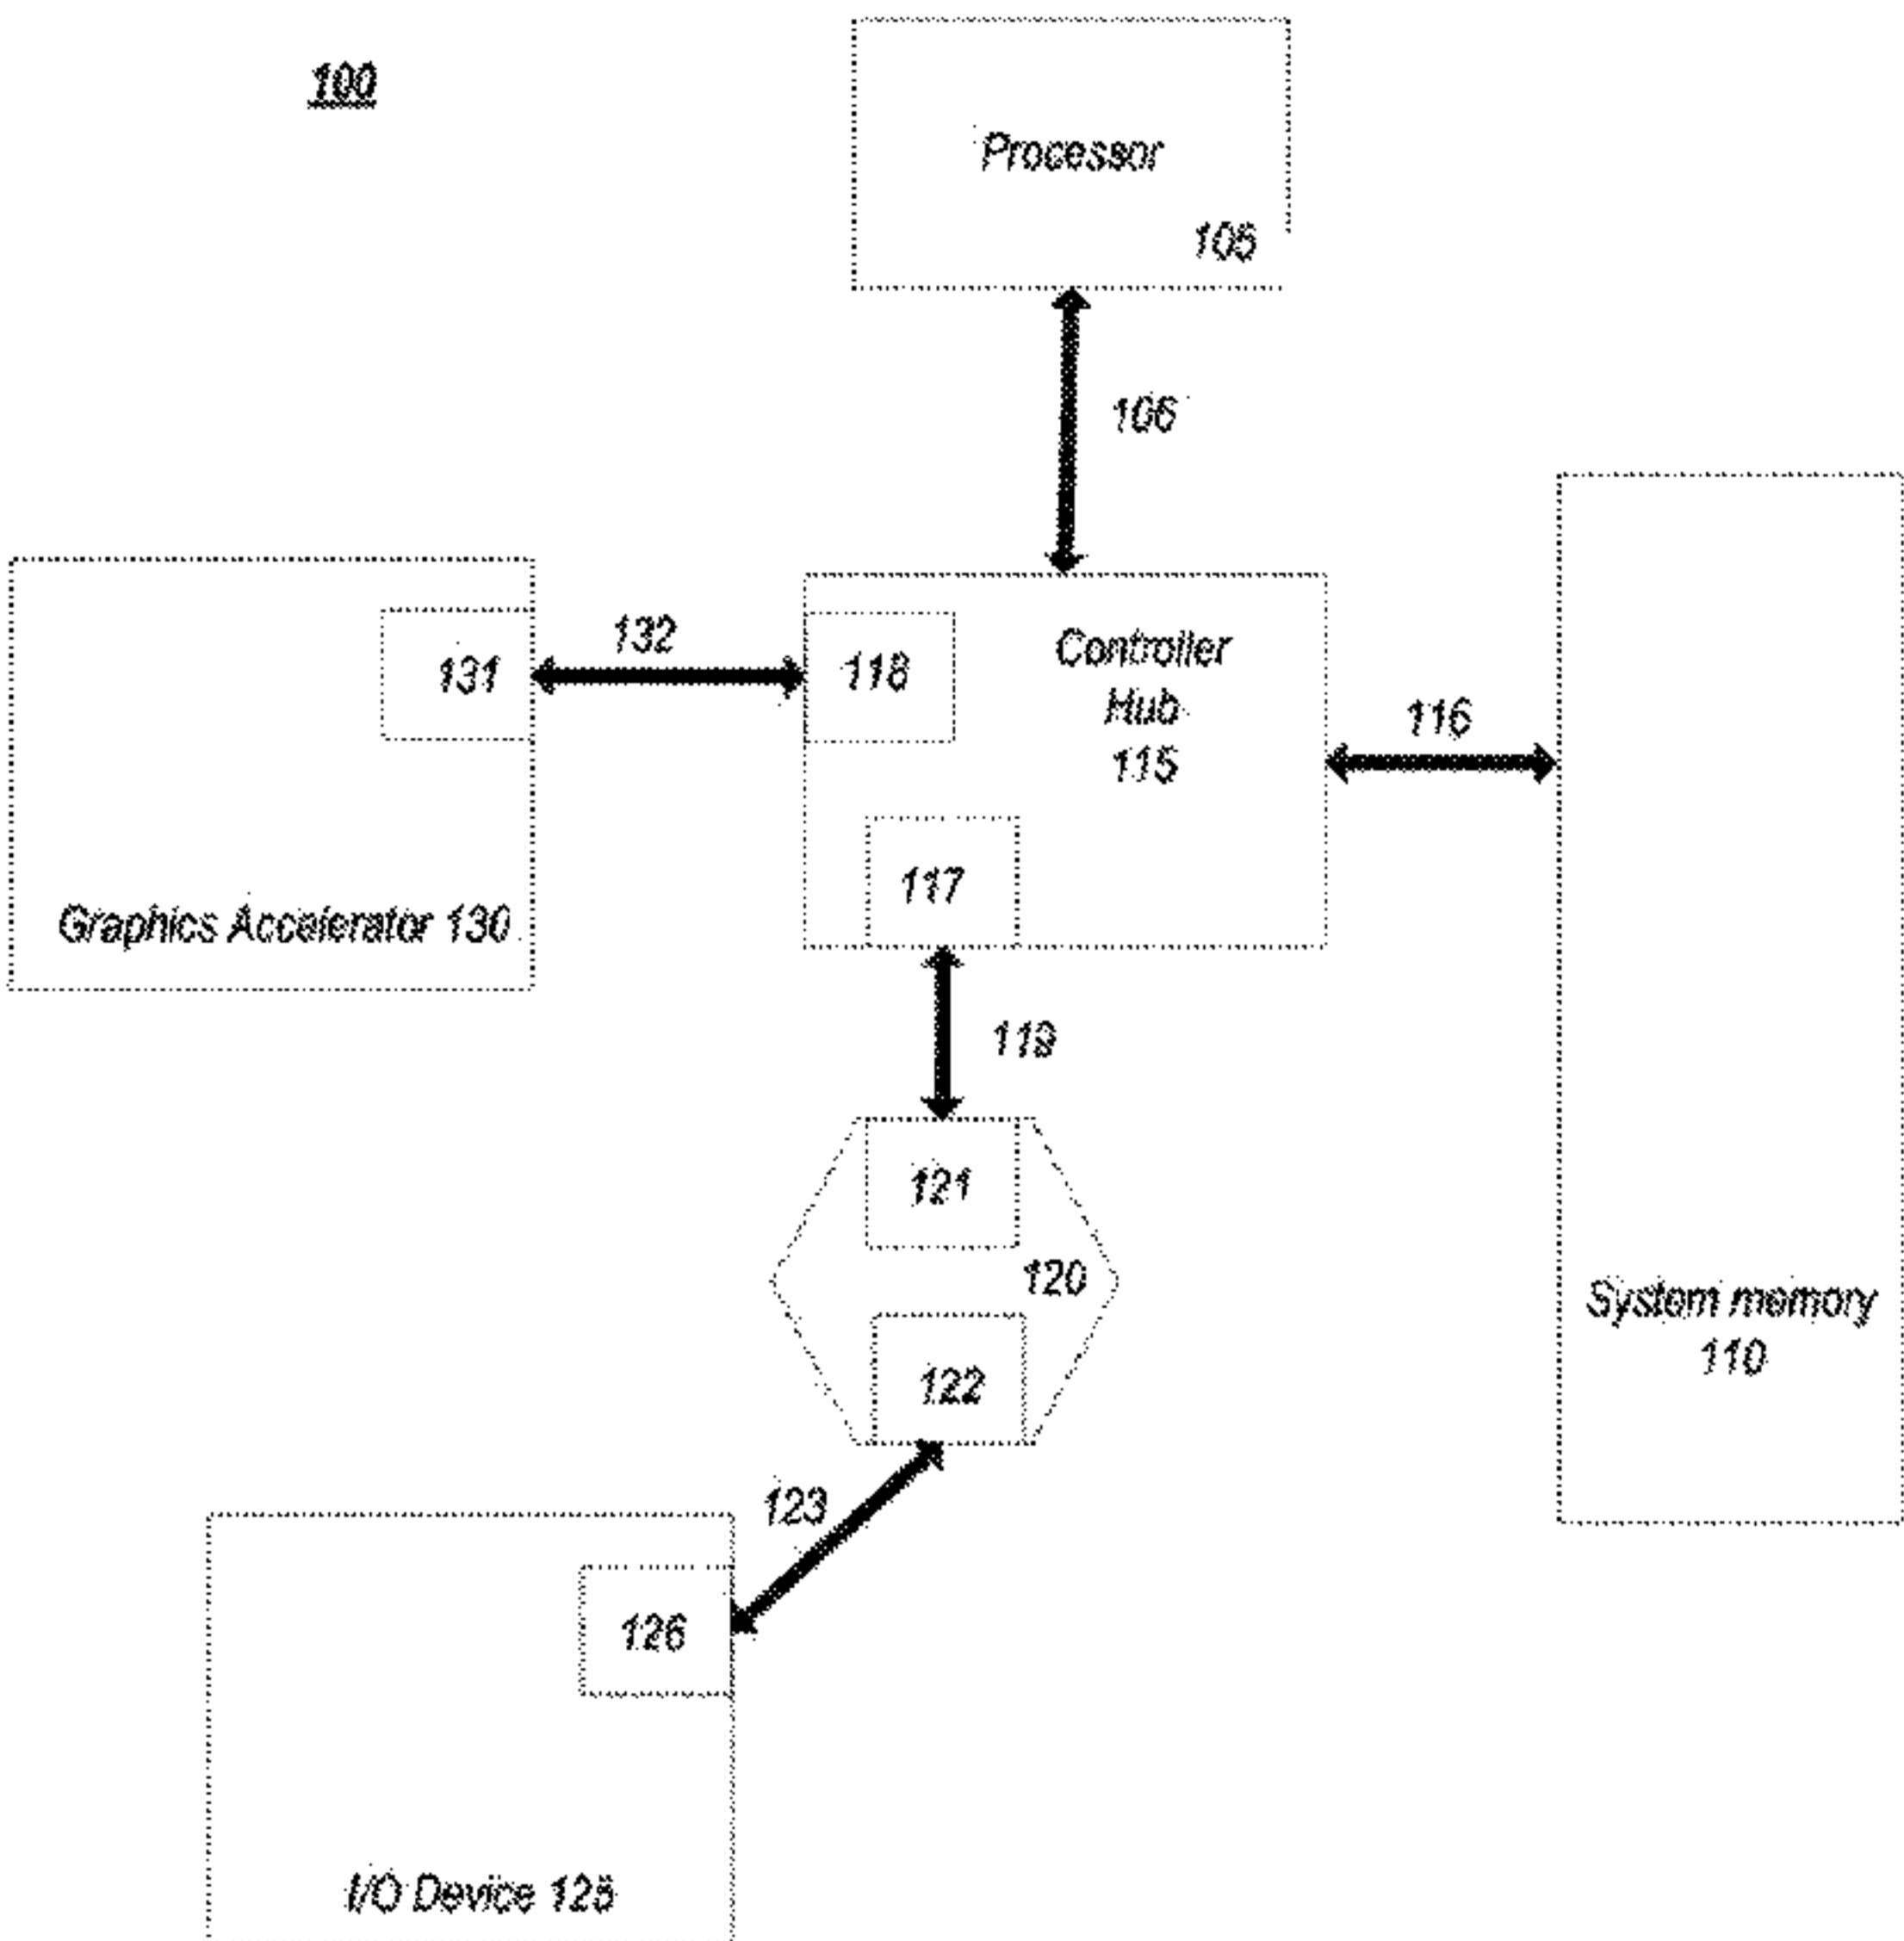 100
Processor
105
106
132
131
118
Controller
Hub
115
116
117
Graphics Accelerator 130
119
121
120
122
System memory
110
123
126
I/O Device 125